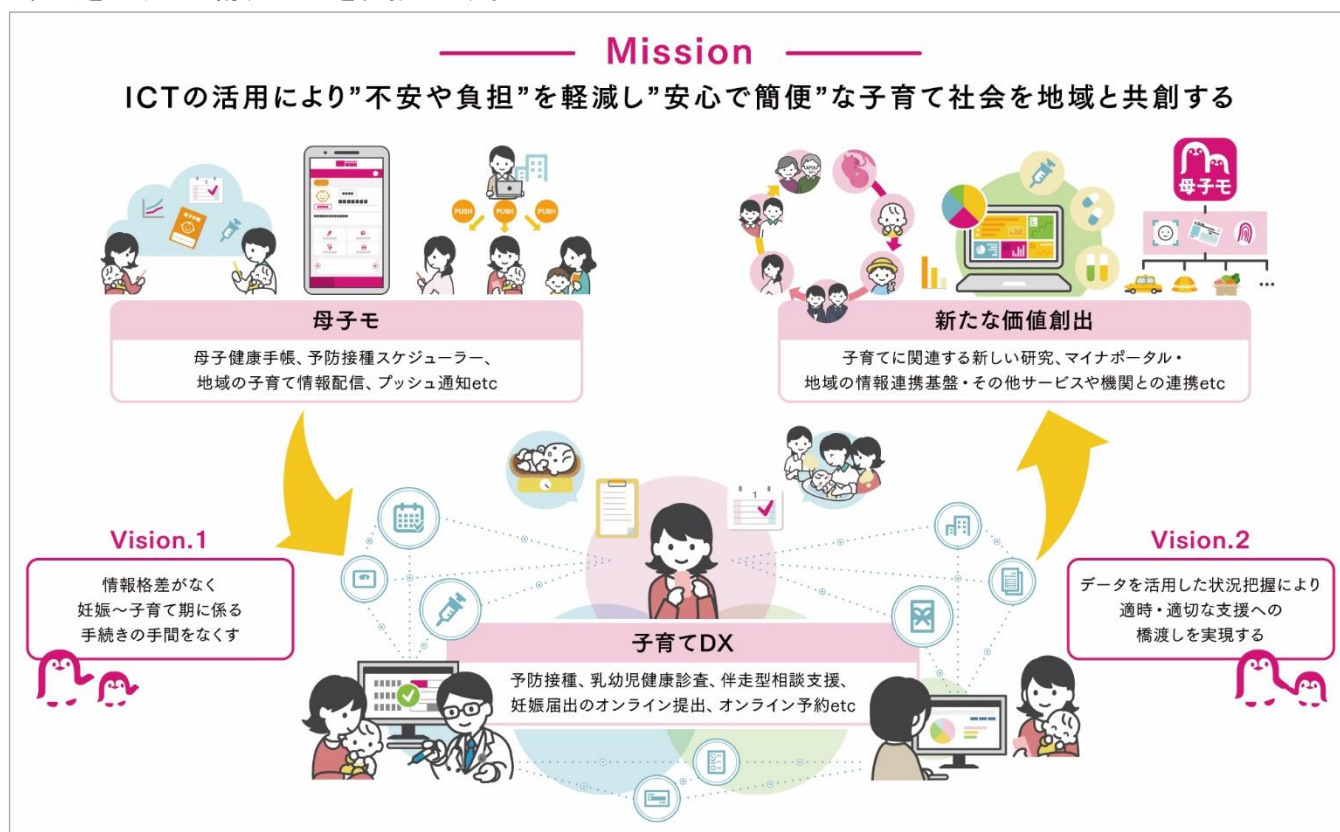 Mission
ICTの活用により”不安や負担”を軽減し”安心で簡便”な子育て社会を地域と共創する
母子手帳
1
PUSH
PUSH
PUSH
母子モ
母子モ
母子健康手帳、予防接種スケジューラー、
地域の子育て情報配信、プッシュ通知etc
新たな価値創出
子育てに関連する新しい研究、マイナポータル・
地域の情報連携基盤・その他サービスや機関との連携etc
...
1
Vision.1
情報格差がなく
妊娠~子育て期に係る
手続きの手間をなくす
Vision.2
データを活用した状況把握により
適時・適切な支援への
橋渡しを実現する
子育てDX
予防接種、乳幼児健康診査、伴走型相談支援、
妊娠届出のオンライン提出、オンライン予約etc